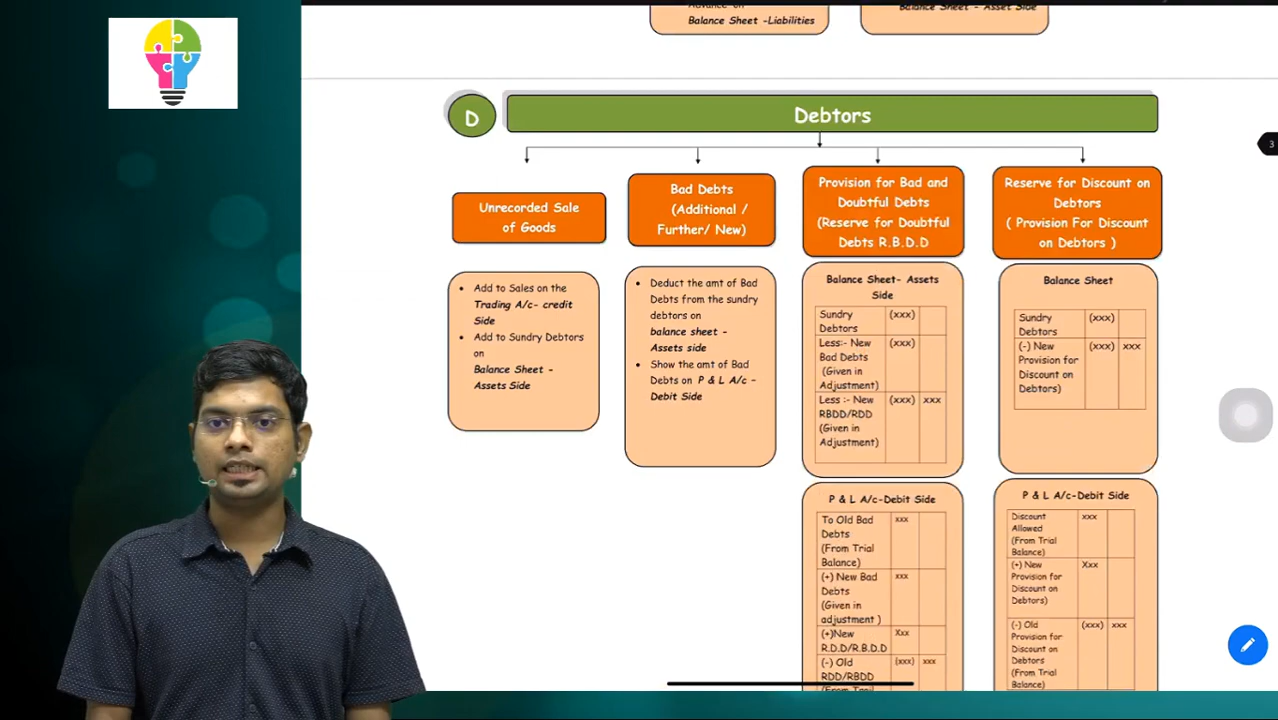 Advance on
Balance Sheet -Liabilities
Balance Sheet - Asset Side
3
D
Debtors
Unrecorded Sale
of Goods
Bad Debts
(Additional /
Further/ New)
Provision for Bad and
Doubtful Debts
(Reserve for Doubtful
Debts R.B.D.D
Reserve for Discount on
Debtors
( Provision For Discount
on Debtors )
• Add to Sales on the
Trading A/c- credit
Side
• Add to Sundry Debtors
on
Balance Sheet -
Assets Side
• Deduct the amt of Bad
Debts from the sundry
debtors on
balance sheet -
Assets side
• Show the amt of Bad
Debts on P & L A/c -
Debit Side
Balance Sheet- Assets
Side
Sundry (xxx)
Debtors
Less:- New (xxx)
Bad Debts
(Given in
Adjustment)
Less :- New (xxx) xxx
RBDD/RDD
(Given in
Adjustment)
P & L A/c-Debit Side
To Old Bad xxx
Debts
(From Trial
Balance)
(+) New Bad xxx
Debts
(Given in
adjustment )
(+)New Xxx
R.D.D/R.B.D.D
(-) Old (xxx) xxx
RDD/RBDD
(From Trail
Balance Sheet
Sundry (xxx)
Debtors
(-) New (xxx) xxx
Provision for
Discount on
Debtors)
P & L A/c-Debit Side
Discount xxx
Allowed
(From Trial
Balance)
(+) New Xxx
Provision for
Discount on
Debtors)
(-) Old (xxx) xxx
Provision for
Discount on
Debtors
(From Trial
Balance)